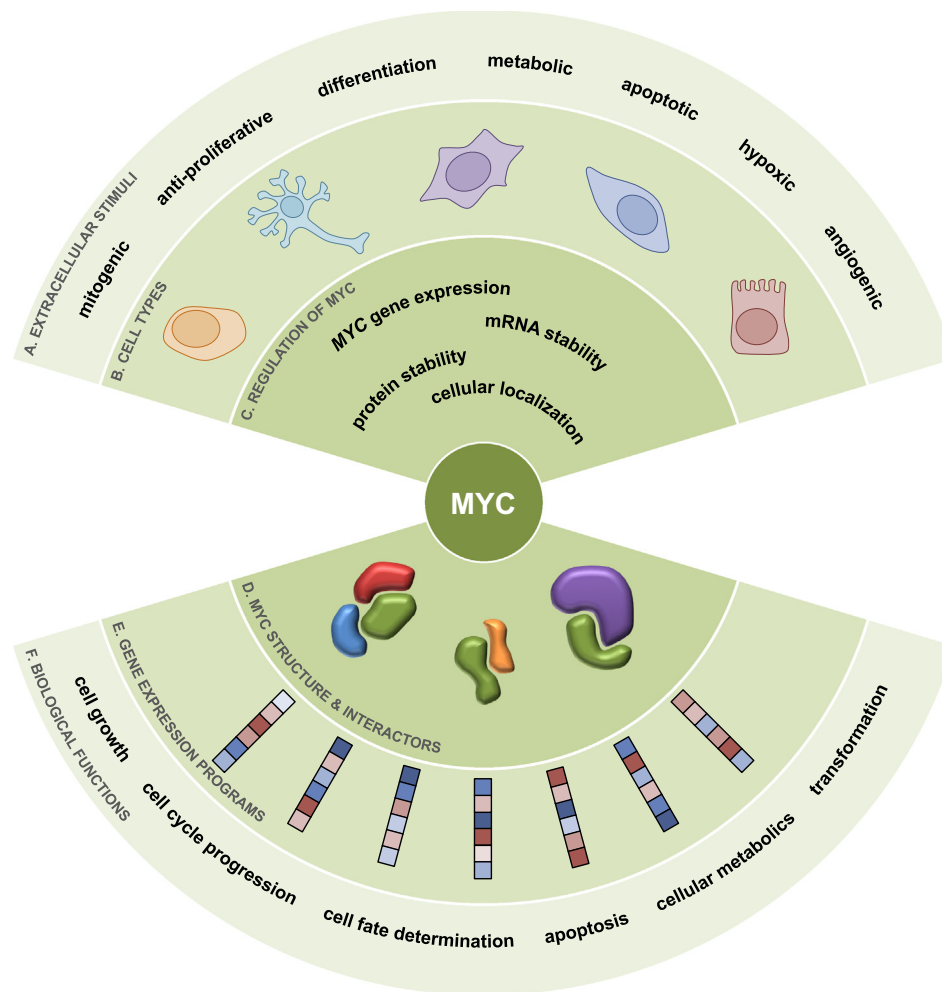 A. EXTRACELLULAR STIMULI
mitogenic
anti-proliferative
differentiation
metabolic
apoptotic
hypoxic
angiogenic
B. CELL TYPES
C. REGULATION OF MYC
MYC gene expression
mRNA stability
protein stability
cellular localization
MYC
D. MYC STRUCTURE & INTERACTORS
E. GENE EXPRESSION PROGRAMS
F. BIOLOGICAL FUNCTIONS
cell growth
cell cycle progression
cell fate determination
apoptosis
cellular metabolics
transformation